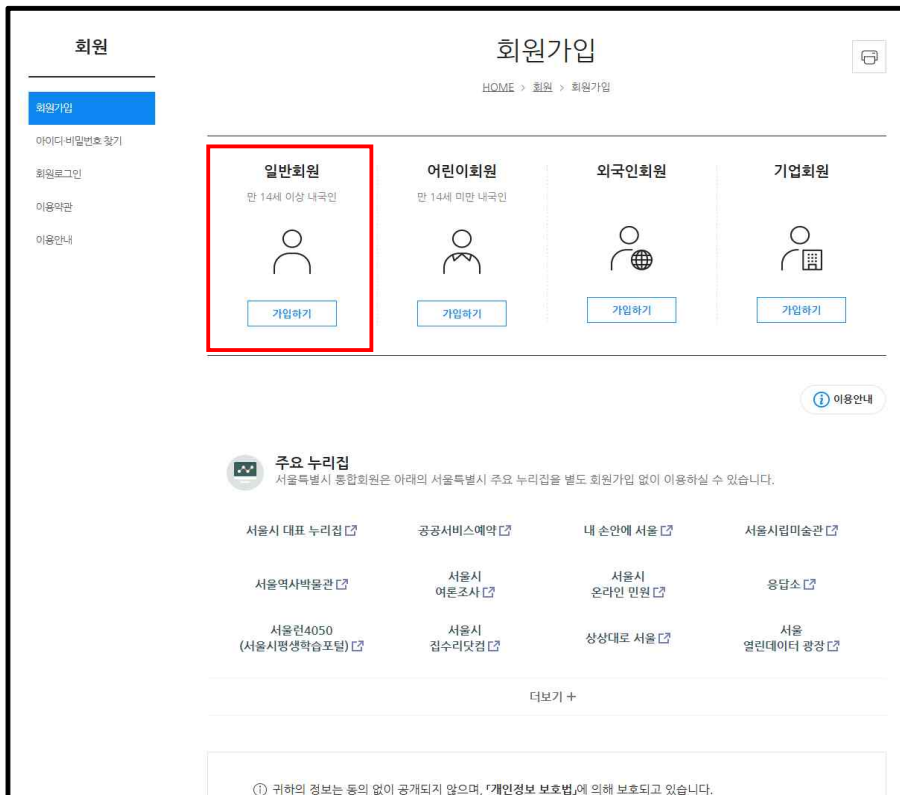 회원
회원가입
아이디·비밀번호 찾기
회원로그인
이용약관
이용안내
회원가입
HOME > 회원 > 회원가입
일반회원
만 14세 이상 내국인
가입하기
어린이회원
만 14세 미만 내국인
가입하기
외국인회원
가입하기
기업회원
가입하기
이용안내
주요 누리집
서울특별시 통합회원은 아래의 서울특별시 주요 누리집을 별도 회원가입 없이 이용하실 수 있습니다.
서울시 대표 누리집
공공서비스예약
내 손안에 서울
서울시립미술관
서울역사박물관
서울시
여론조사
서울시
온라인 민원
응답소
서울런4050
(서울시평생학습포털)
서울시
집수리닷컴
상상대로 서울
서울
열린데이터 광장
더보기 +
귀하의 정보는 동의 없이 공개되지 않으며, 「개인정보 보호법」에 의해 보호되고 있습니다.